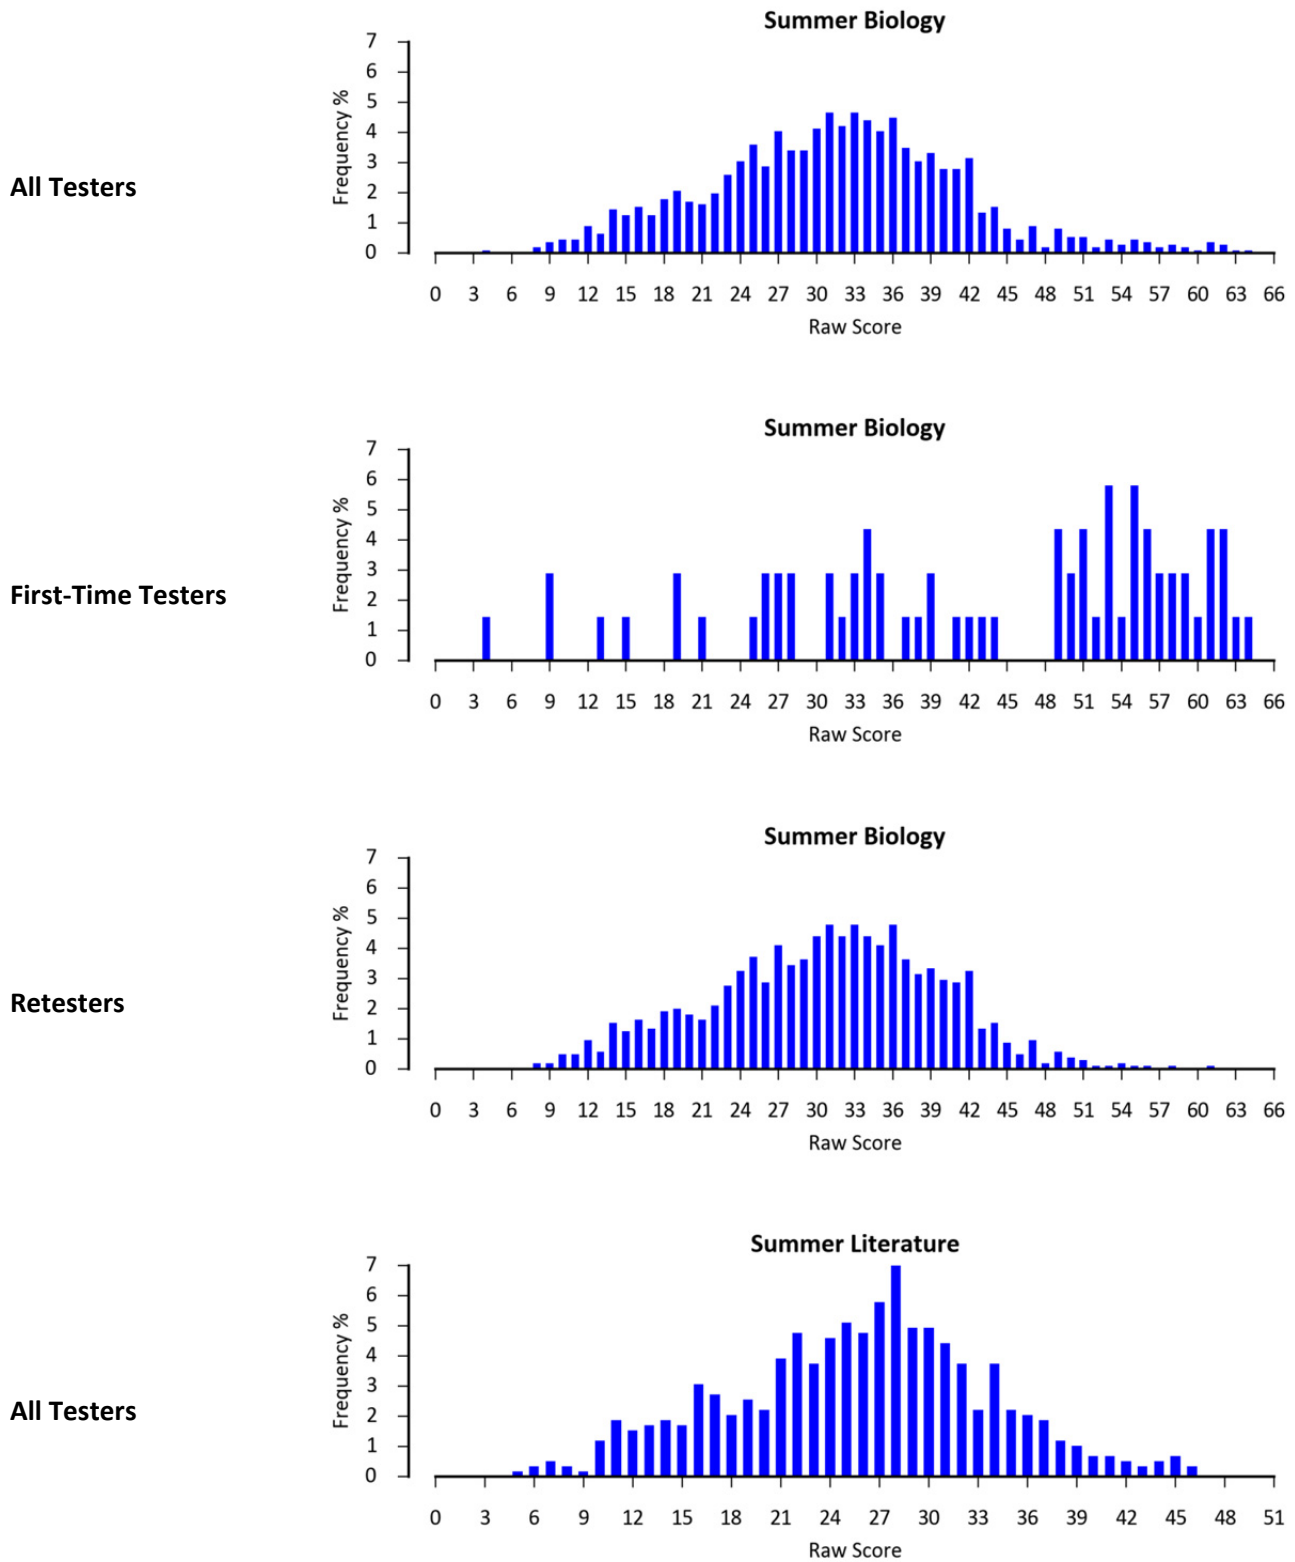 Summer Biology
7
6
5
4
3
2
1
0
Frequency %
All Testers
0 3 6 9 12 15 18 21 24 27 30 33 36 39 42 45 48 51 54 57 60 63 66
Raw Score
Summer Biology
7
6
5
4
3
2
1
0
Frequency %
First-Time Testers
0 3 6 9 12 15 18 21 24 27 30 33 36 39 42 45 48 51 54 57 60 63 66
Raw Score
Summer Biology
7
6
5
4
3
2
1
0
Frequency %
Retesters
0 3 6 9 12 15 18 21 24 27 30 33 36 39 42 45 48 51 54 57 60 63 66
Raw Score
Summer Literature
7
6
5
4
3
2
1
0
Frequency %
All Testers
0 3 6 9 12 15 18 21 24 27 30 33 36 39 42 45 48 51
Raw Score